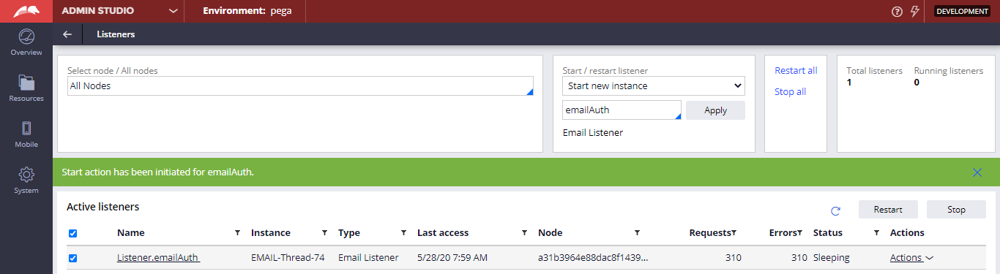 ADMIN STUDIO
Environment: pega
DEVELOPMENT
Overview
Resources
Mobile
System
Listeners
Select node / All nodes
All Nodes
Start / restart listener
Start new instance
emailAuth
Apply
Email Listener
Restart all
Stop all
Total listeners Running listeners
1 0
Start action has been initiated for emailAuth.
Active listeners
Restart Stop
Name Instance Type Last access Node Requests Errors Status Actions
Listener.emailAuth EMAIL-Thread-74 Email Listener 5/28/20 7:59 AM a31b3964e88dac8f1439... 310 310 Sleeping Actions